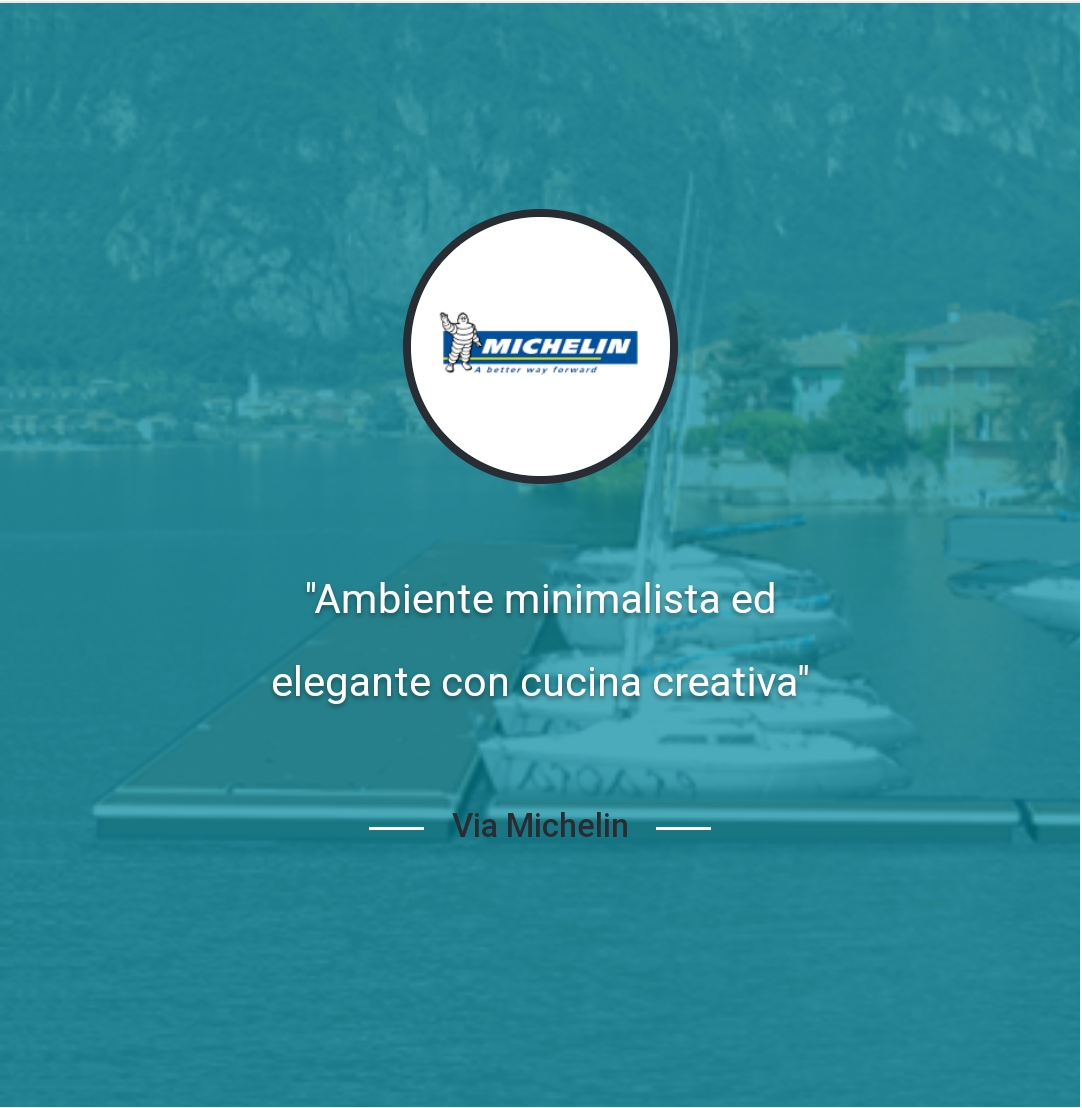 MICHELIN
A better way forward
"Ambiente minimalista ed
elegante con cucina creativa"
Via Michelin